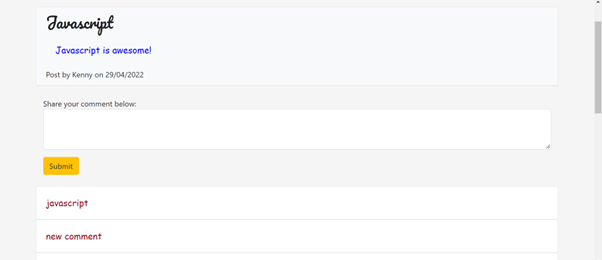 Javascript
Javascript is awesome!
Post by Kenny on 29/04/2022
Share your comment below:
Submit
javascript
new comment